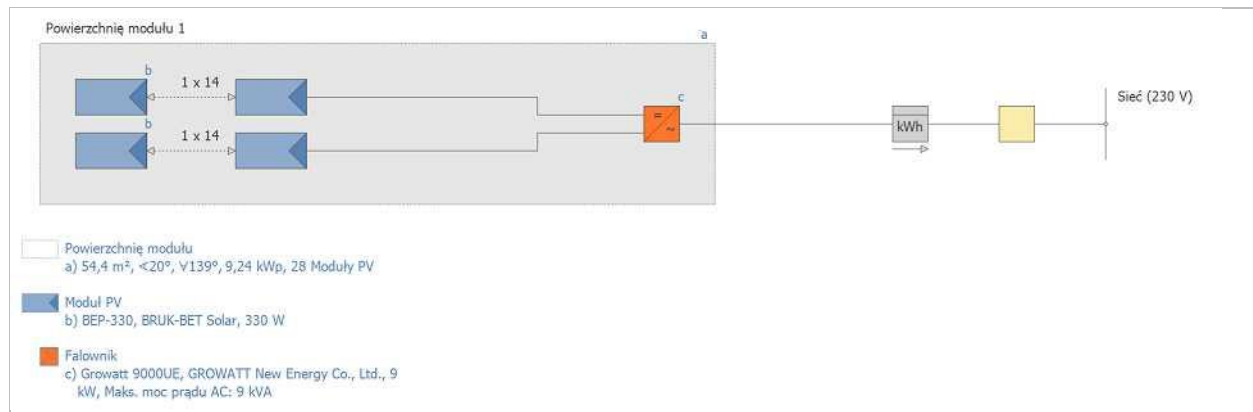 Powierzchnię modułu 1
a
b
1 x 14
b
1 x 14
c
=
~
kWh
Sieć (230 V)
Powierzchnię modułu
a) 54,4 m², ∢20°, ∀139°, 9,24 kWp, 28 Moduły PV
Moduł PV
b) BEP-330, BRUK-BET Solar, 330 W
Falownik
c) Growatt 9000UE, GROWATT New Energy Co., Ltd., 9
kW, Maks. moc prądu AC: 9 kVA